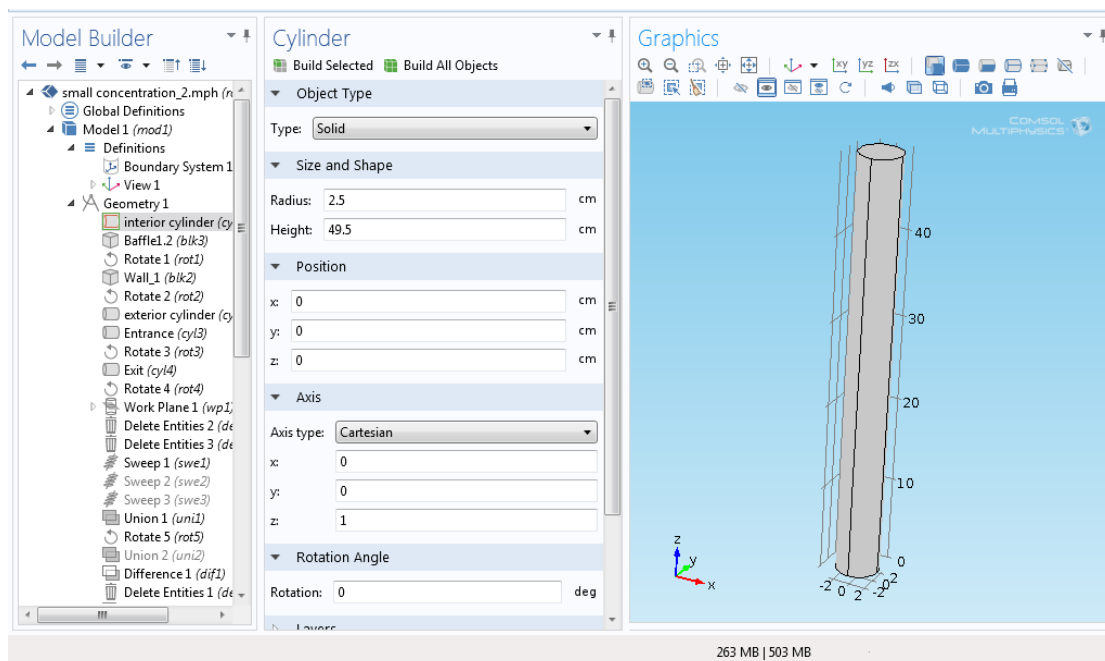 Model Builder
small concentration_2.mph (r
Global Definitions
Model 1 (mod1)
Definitions
Boundary System 1
View 1
Geometry 1
interior cylinder (cy
Baffle1.2 (blk3)
Rotate 1 (rot1)
Wall_1 (blk2)
Rotate 2 (rot2)
exterior cylinder (cy
Entrance (cyl3)
Rotate 3 (rot3)
Exit (cyl4)
Rotate 4 (rot4)
Work Plane 1 (wp1)
Delete Entities 2 (de
Delete Entities 3 (de
Sweep 1 (swe1)
Sweep 2 (swe2)
Sweep 3 (swe3)
Union 1 (uni1)
Rotate 5 (rot5)
Union 2 (uni2)
Difference 1 (dif1)
Delete Entities 1 (de
Cylinder
Build Selected Build All Objects
Object Type
Type: Solid
Size and Shape
Radius: 2.5 cm
Height: 49.5 cm
Position
x: 0 cm
y: 0 cm
z: 0 cm
Axis
Axis type: Cartesian
x: 0
y: 0
z: 1
Rotation Angle
Rotation: 0 deg
Layers
Graphics
xy yz zx
COMSOL
MULTIPHYSICS
40
30
20
10
0
-2 0 2 -2 0 2
z
y
x
263 MB | 503 MB